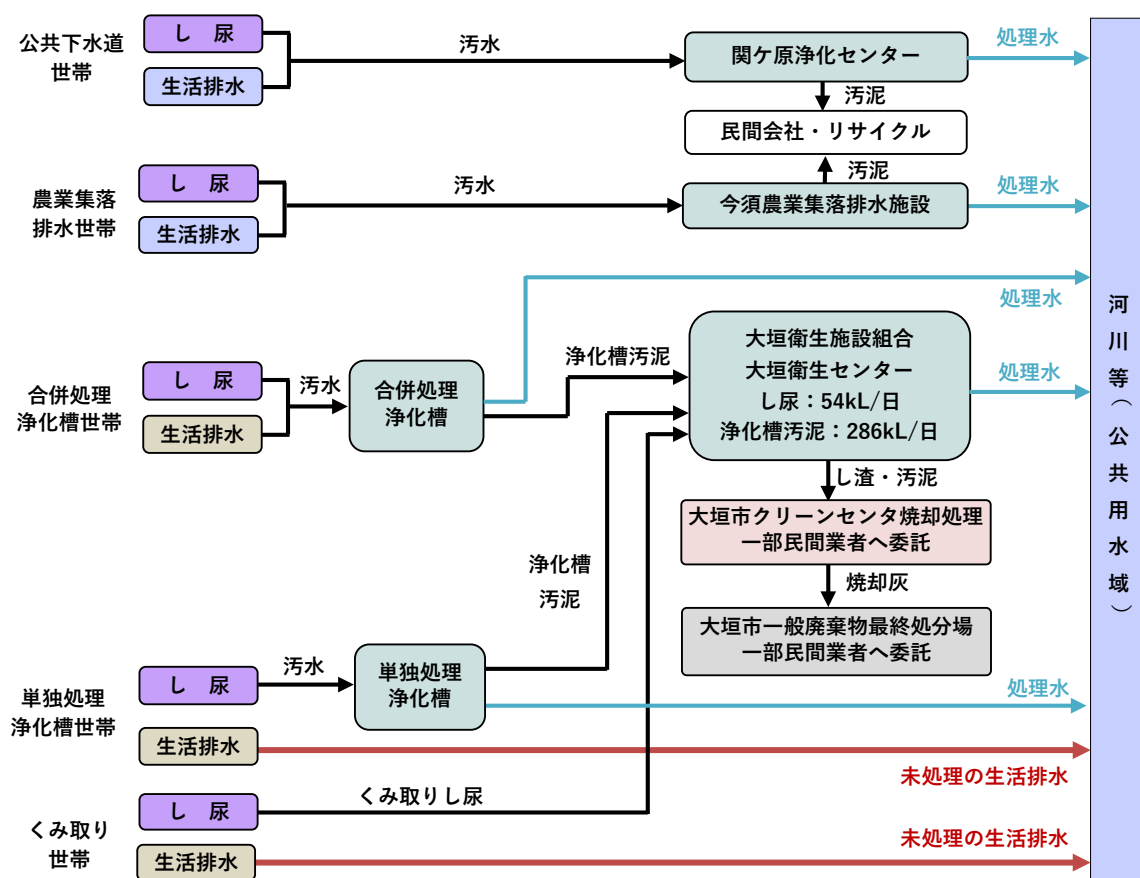 公共下水道
世帯
し 尿
生活排水
汚水
関ケ原浄化センター
処理水
汚泥
民間会社・リサイクル
農業集落
排水世帯
し 尿
生活排水
汚水
汚泥
今須農業集落排水施設
処理水
処理水
合併処理
浄化槽世帯
し 尿
生活排水
汚水
合併処理
浄化槽
浄化槽汚泥
大垣衛生施設組合
大垣衛生センター
し尿：54kL/日
浄化槽汚泥：286kL/日
処理水
し渣・汚泥
大垣市クリーンセンタ焼却処理
一部民間業者へ委託
焼却灰
大垣市一般廃棄物最終処分場
一部民間業者へ委託
浄化槽
汚泥
単独処理
浄化槽世帯
し 尿
汚水
単独処理
浄化槽
処理水
生活排水
未処理の生活排水
くみ取り
世帯
し 尿
くみ取りし尿
生活排水
未処理の生活排水
河川等（公共用水域）